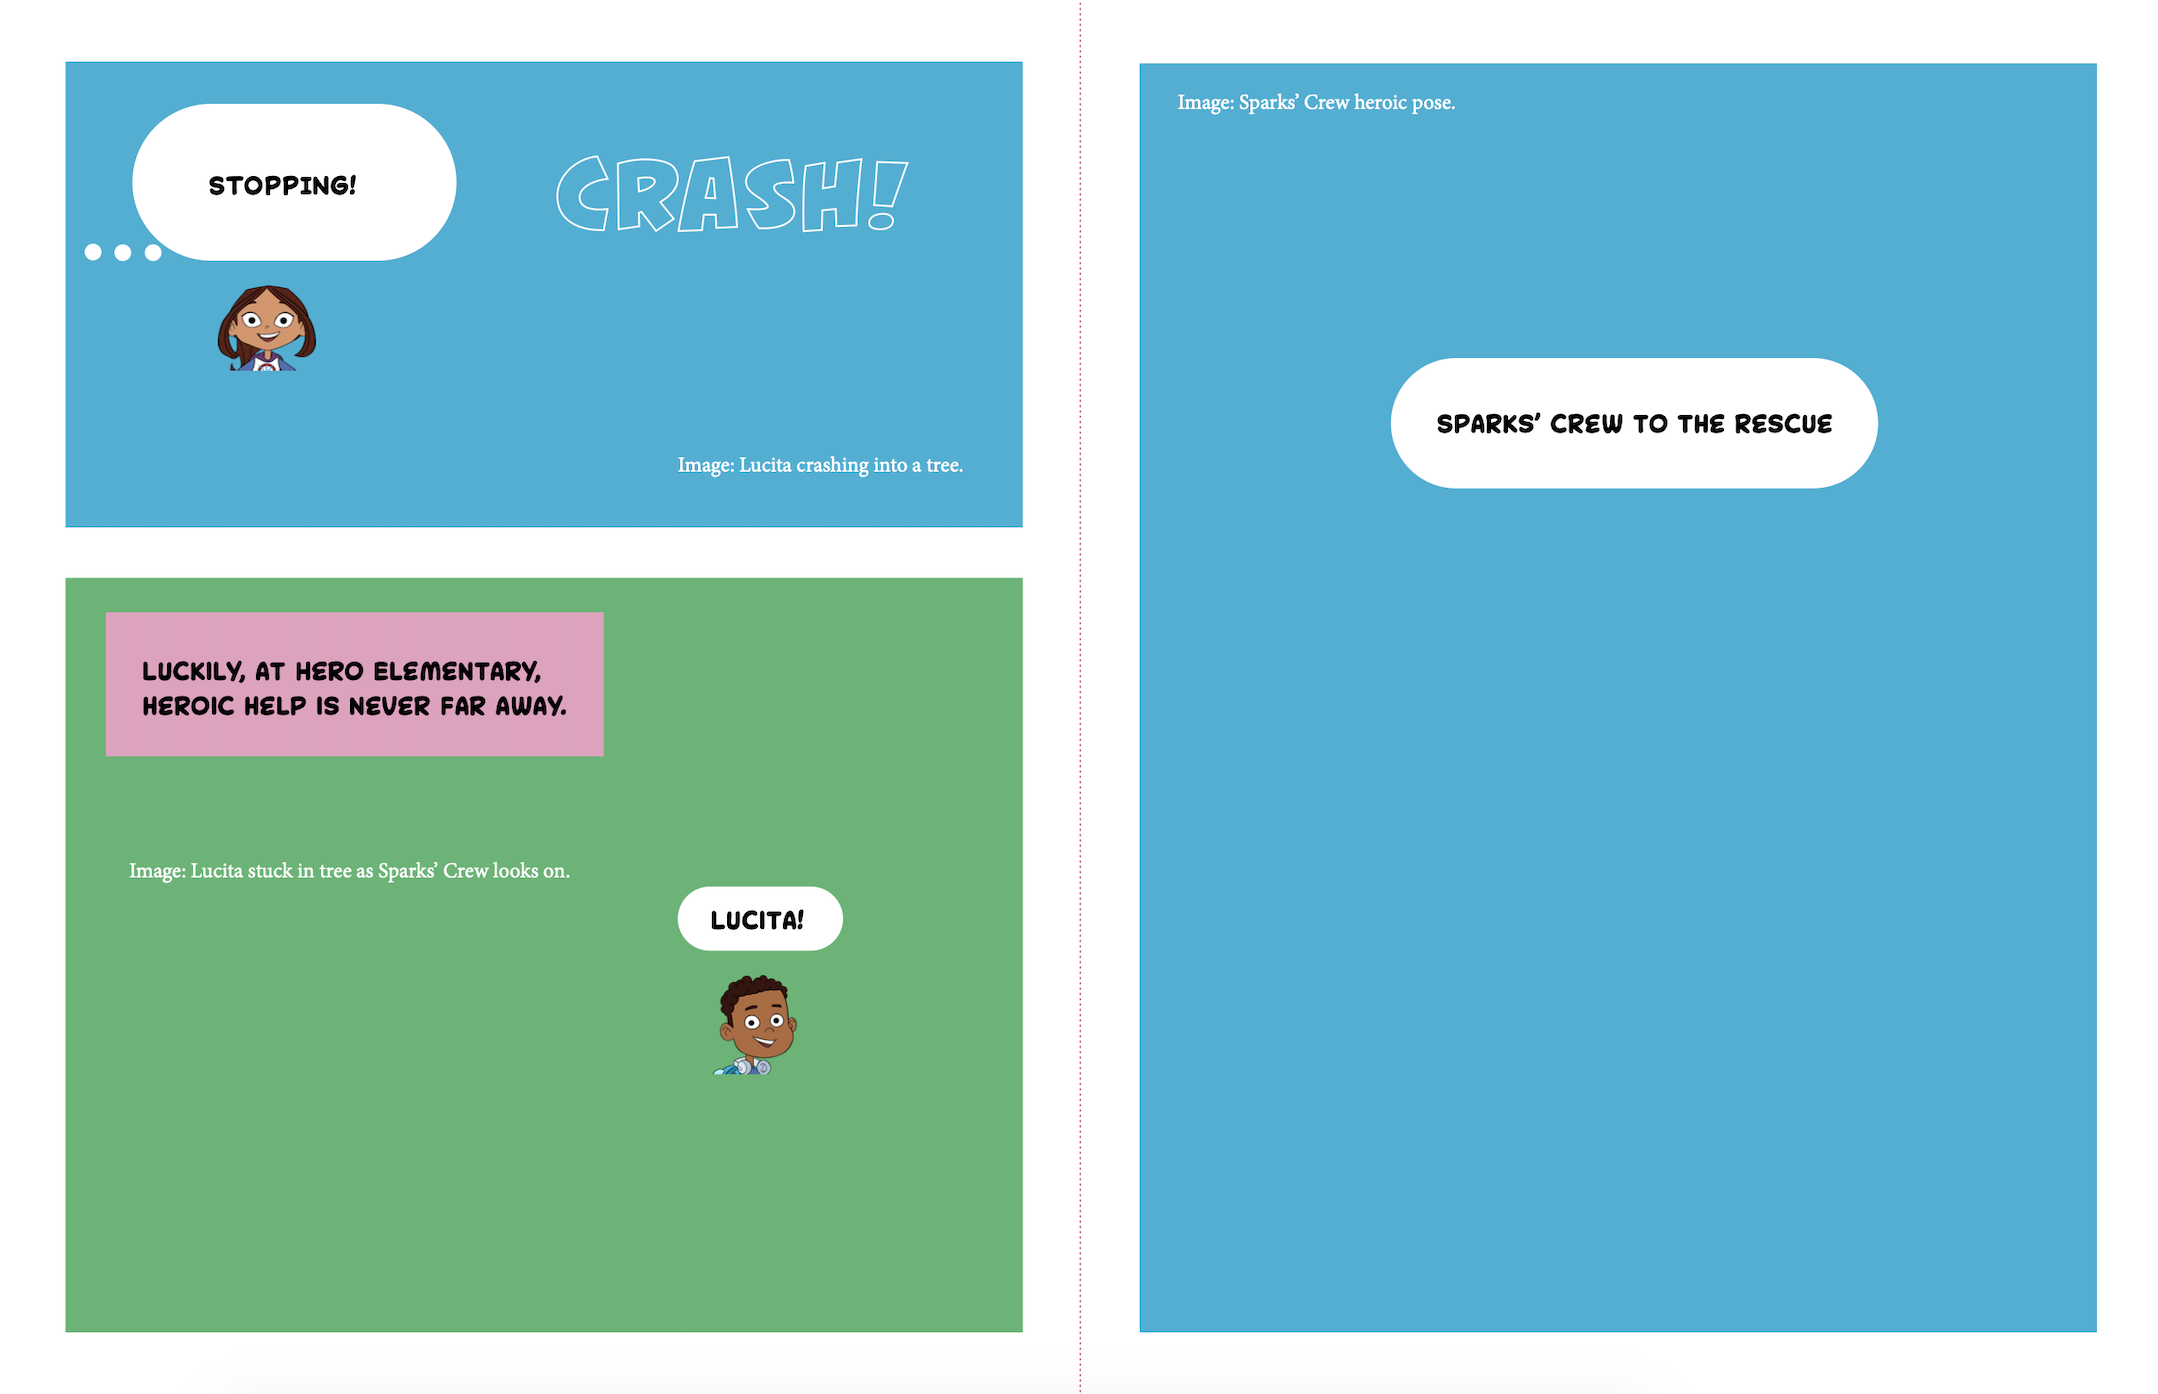 STOPPING!
CRASH!
Image: Lucita crashing into a tree.
LUCKILY, AT HERO ELEMENTARY,
HEROIC HELP IS NEVER FAR AWAY.
Image: Lucita stuck in tree as Sparks’ Crew looks on.
LUCITA!
Image: Sparks’ Crew heroic pose.
SPARKS’ CREW TO THE RESCUE